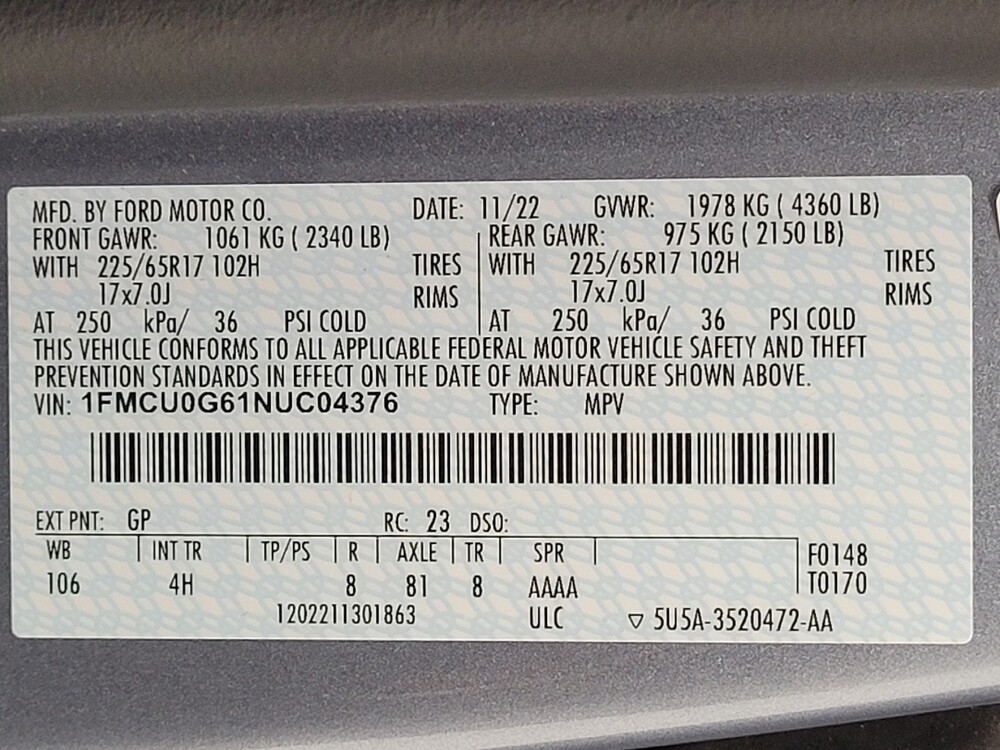 MFD. BY FORD MOTOR CO. DATE: 11/22 GVWR: 1978 KG ( 4360 LB)
FRONT GAWR: 1061 KG ( 2340 LB) REAR GAWR: 975 KG ( 2150 LB)
WITH 225/65R17 102H TIRES WITH 225/65R17 102H TIRES
17x7.0J RIMS 17x7.0J RIMS
AT 250 kPa/ 36 PSI COLD AT 250 kPa/ 36 PSI COLD
THIS VEHICLE CONFORMS TO ALL APPLICABLE FEDERAL MOTOR VEHICLE SAFETY AND THEFT
PREVENTION STANDARDS IN EFFECT ON THE DATE OF MANUFACTURE SHOWN ABOVE.
VIN: 1FMCU0G61NUC04376 TYPE: MPV
EXT PNT: GP RC: 23 DSO:
WB INT TR TP/PS R AXLE TR SPR F0148
106 4H 8 81 8 AAAA T0170
1202211301863 ULC ▽ 5U5A-3520472-AA